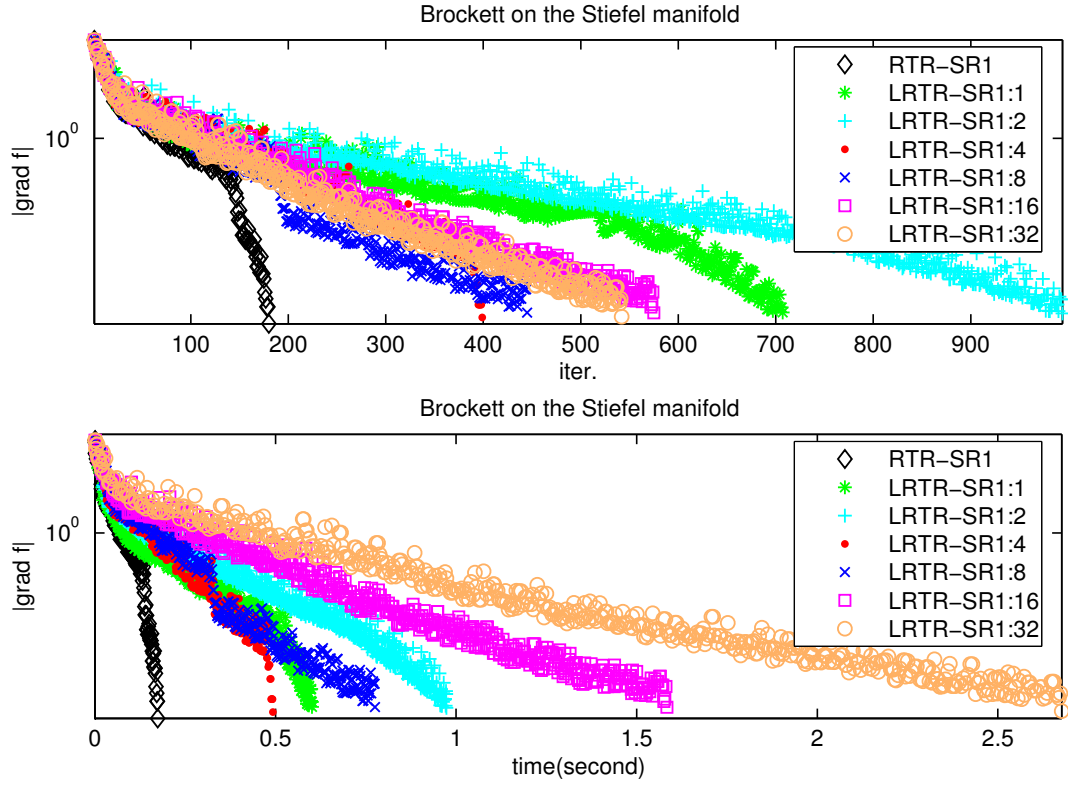 Brockett on the Stiefel manifold
|grad f|
10^0
RTR−SR1
LRTR−SR1:1
LRTR−SR1:2
LRTR−SR1:4
LRTR−SR1:8
LRTR−SR1:16
LRTR−SR1:32
100 200 300 400 500 600 700 800 900
iter.
Brockett on the Stiefel manifold
|grad f|
10^0
RTR−SR1
LRTR−SR1:1
LRTR−SR1:2
LRTR−SR1:4
LRTR−SR1:8
LRTR−SR1:16
LRTR−SR1:32
0 0.5 1 1.5 2 2.5
time(second)